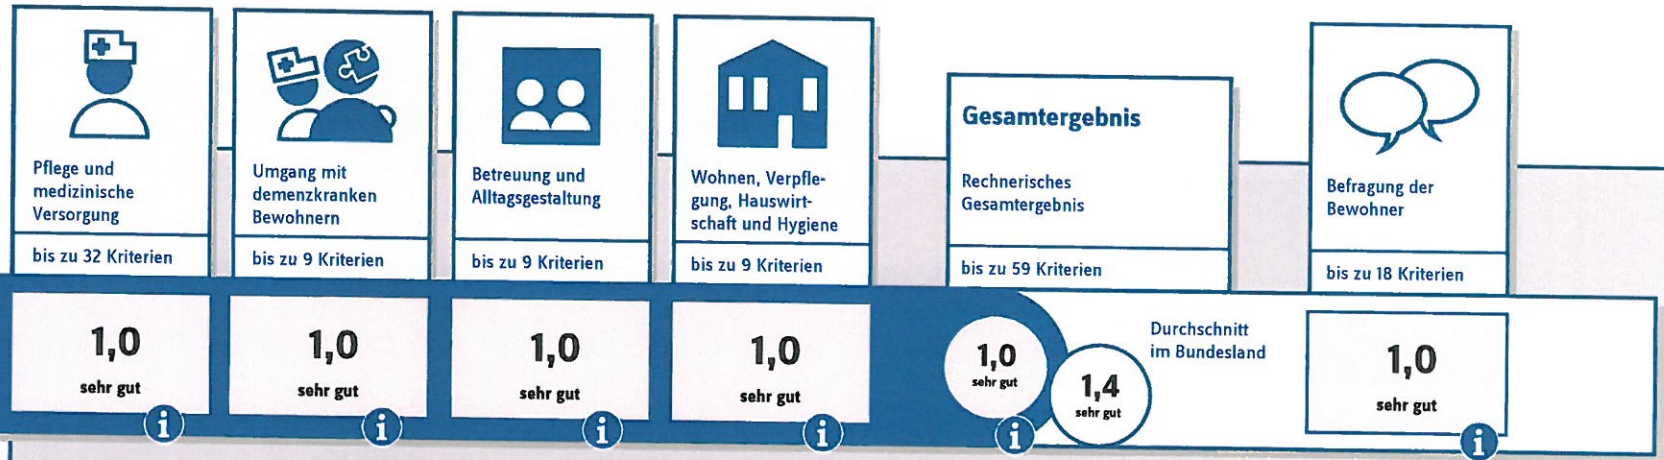 Pflege und
medizinische
Versorgung
bis zu 32 Kriterien
1,0
sehr gut
i
Umgang mit
demenzkranken
Bewohnern
bis zu 9 Kriterien
1,0
sehr gut
i
Betreuung und
Alltagsgestaltung
bis zu 9 Kriterien
1,0
sehr gut
i
Wohnen, Verpfle-
gung, Hauswirt-
schaft und Hygiene
bis zu 9 Kriterien
1,0
sehr gut
i
Gesamtergebnis
Rechnerisches
Gesamtergebnis
bis zu 59 Kriterien
1,0
sehr gut
i
1,4
sehr gut
Durchschnitt
im Bundesland
Befragung der
Bewohner
bis zu 18 Kriterien
1,0
sehr gut
i